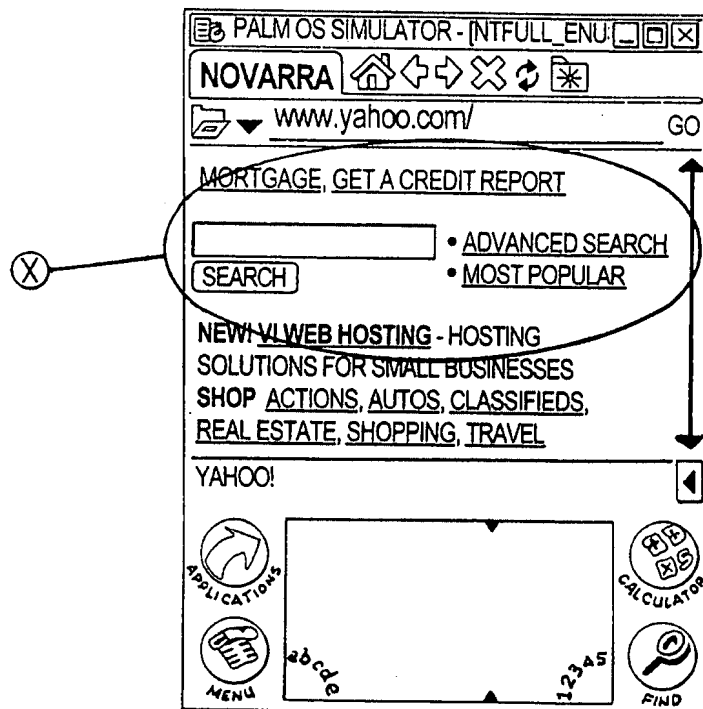 PALM OS SIMULATOR - [NTFULL_ENU
NOVARRA
www.yahoo.com/ GO
MORTGAGE, GET A CREDIT REPORT
• ADVANCED SEARCH
X
SEARCH • MOST POPULAR
NEW! VI WEB HOSTING - HOSTING
SOLUTIONS FOR SMALL BUSINESSES
SHOP ACTIONS, AUTOS, CLASSIFIEDS,
REAL ESTATE, SHOPPING, TRAVEL
YAHOO!
APPLICATIONS CALCULATOR
abcde 12345
MENU FIND